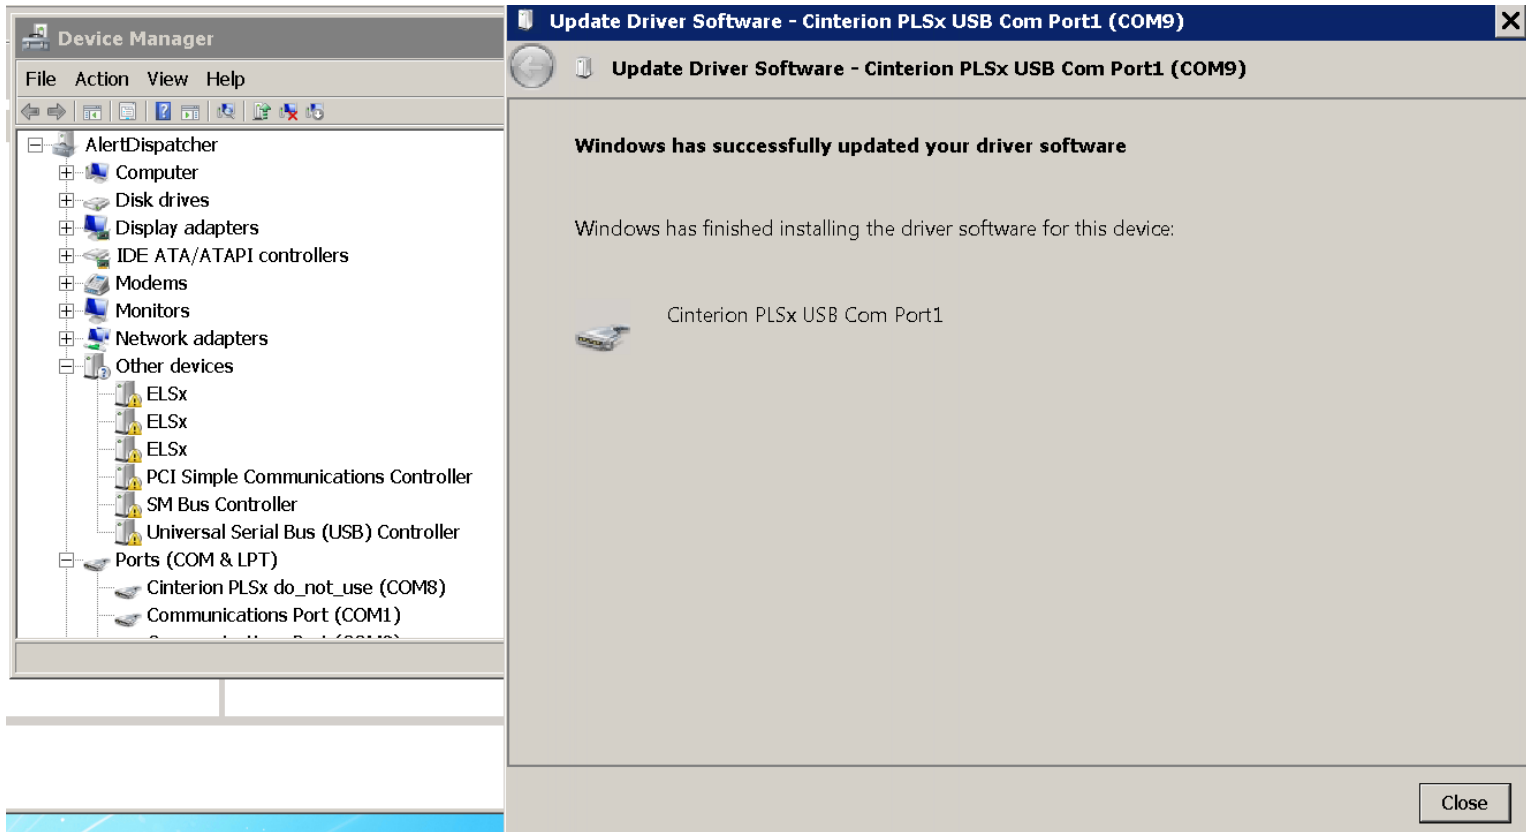 Device Manager
File Action View Help
AlertDispatcher
Computer
Disk drives
Display adapters
IDE ATA/ATAPI controllers
Modems
Monitors
Network adapters
Other devices
ELSx
ELSx
ELSx
PCI Simple Communications Controller
SM Bus Controller
Universal Serial Bus (USB) Controller
Ports (COM & LPT)
Cinterion PLSx do_not_use (COM8)
Communications Port (COM1)
Update Driver Software - Cinterion PLSx USB Com Port1 (COM9)
Update Driver Software - Cinterion PLSx USB Com Port1 (COM9)
Windows has successfully updated your driver software
Windows has finished installing the driver software for this device:
Cinterion PLSx USB Com Port1
Close